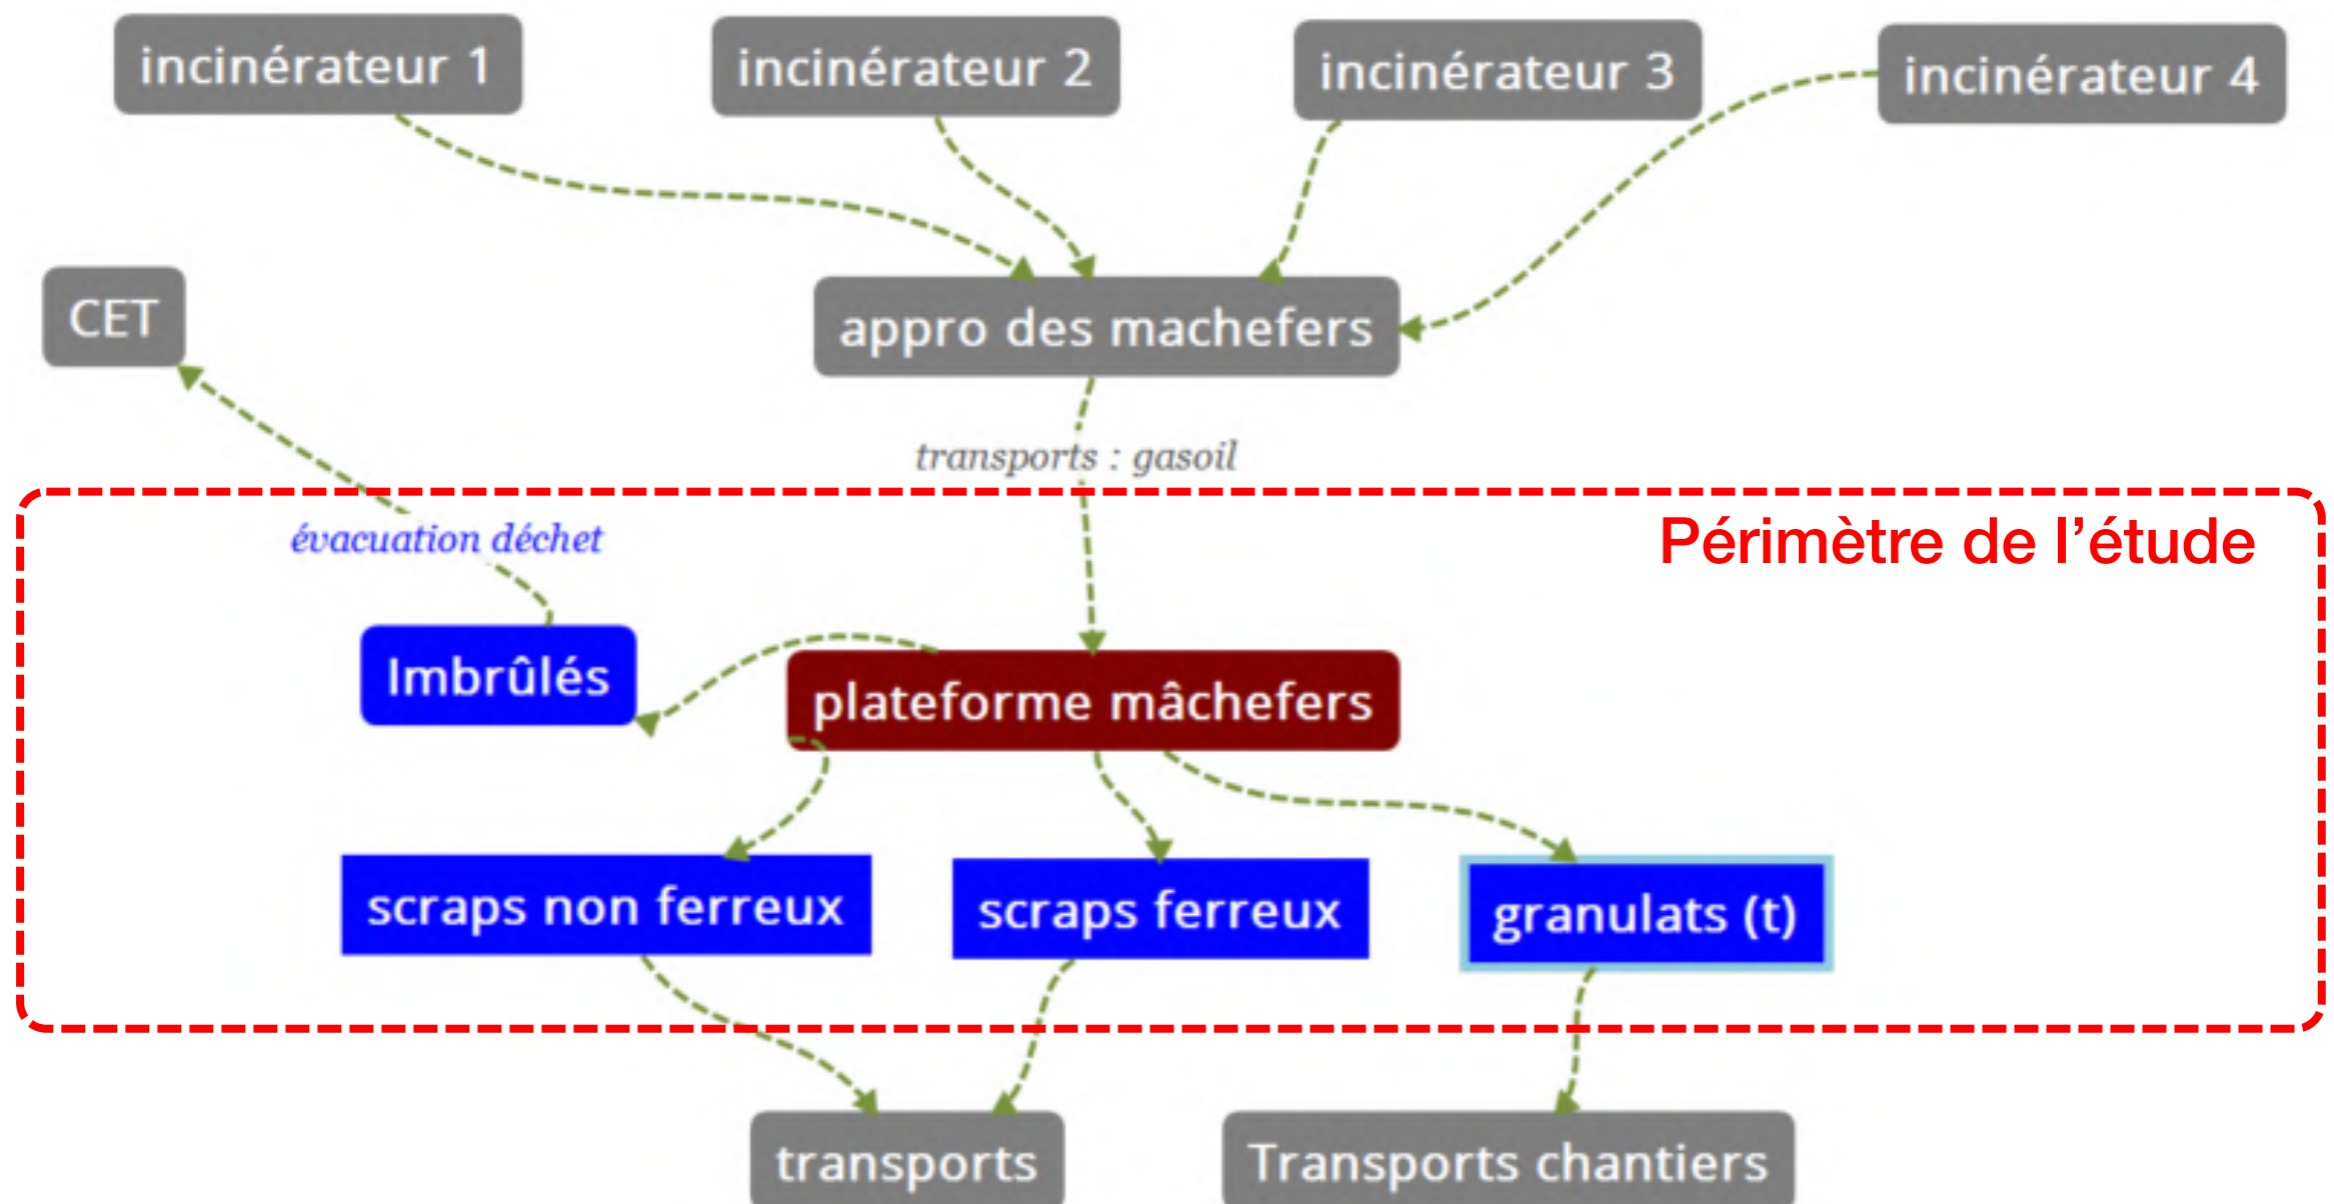 incinérateur 1
incinérateur 2
incinérateur 3
incinérateur 4
CET
appro des machefers
transports : gasoil
évacuation déchet
Périmètre de l’étude
Imbrûlés
plateforme mâchefers
scraps non ferreux
scraps ferreux
granulats (t)
transports
Transports chantiers